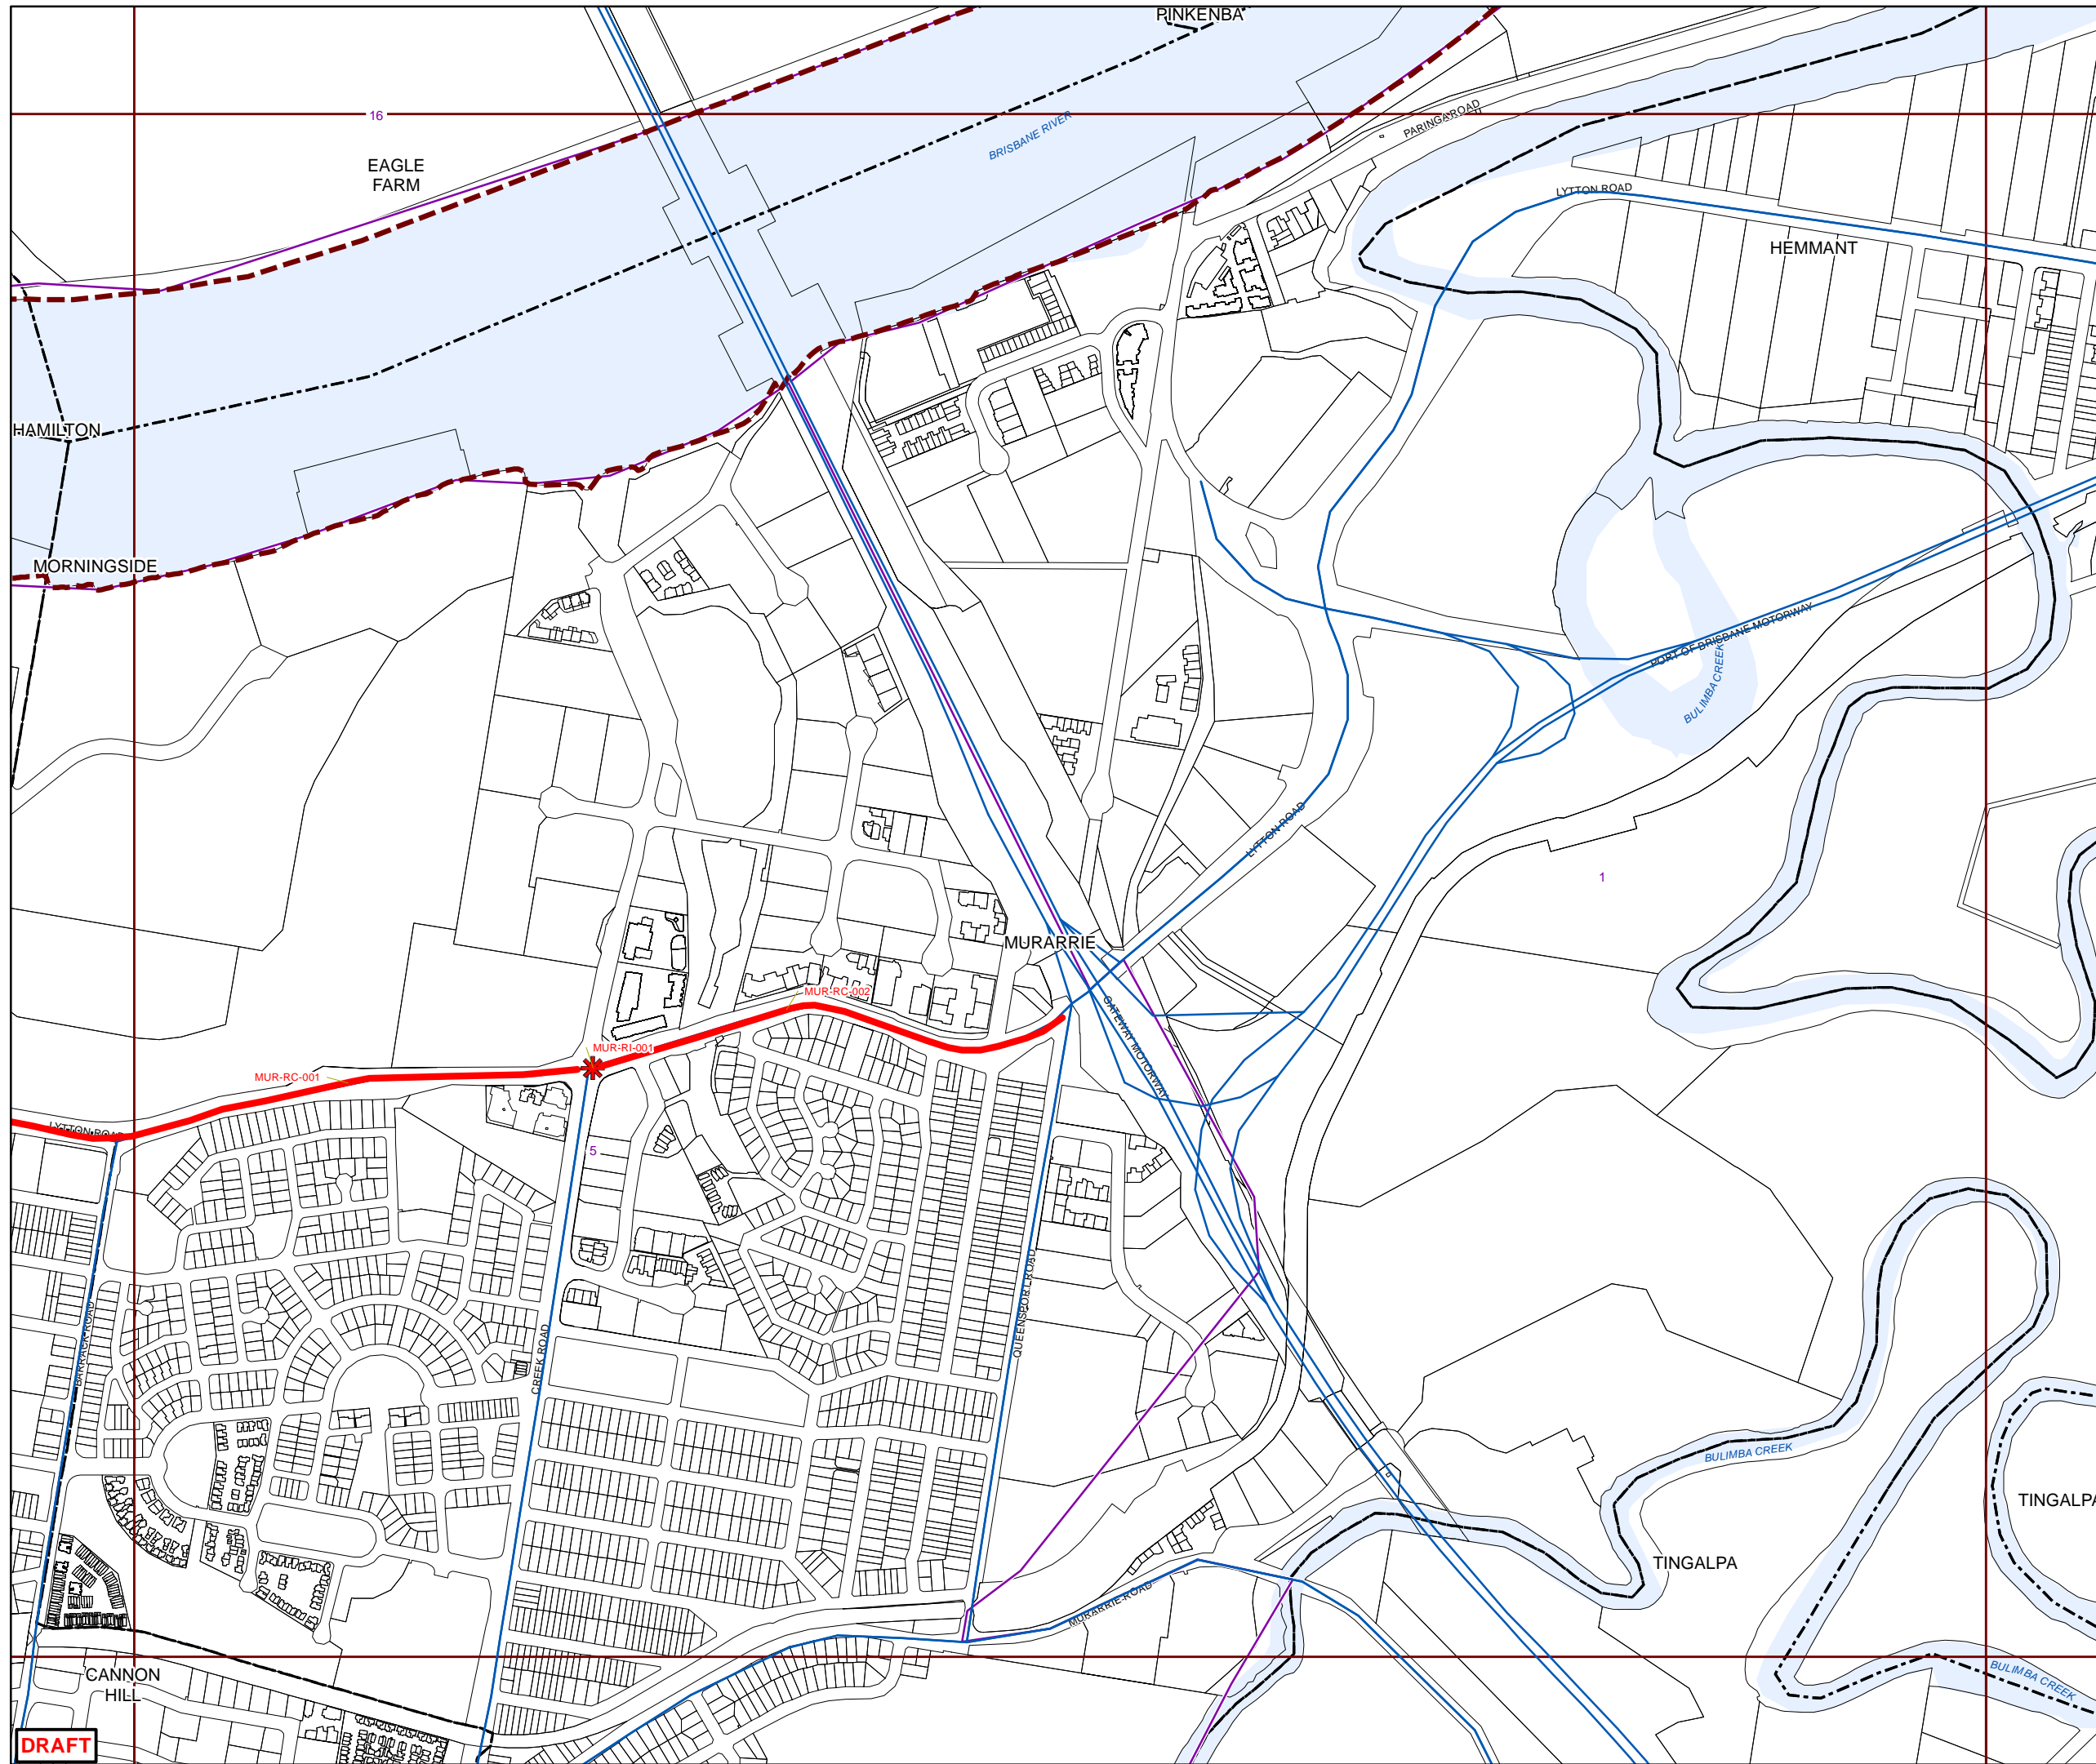 PINKENBA
16
EAGLE
FARM
BRISBANE RIVER
PARINGA ROAD
LYTTON ROAD
HEMMANT
HAMILTON
MORNINGSIDE
PORT OF BRISBANE MOTORWAY
BULIMBA CREEK
LYTTON ROAD
1
MURARRIE
MUR-RC-002
GATEWAY MOTORWAY
MUR-RI-001
MUR-RC-001
LYTTON ROAD
5
QUEENSPORT ROAD
BARRACK ROAD
CREEK ROAD
BULIMBA CREEK
TINGALPA
TINGALPA
MURARRIE ROAD
CANNON
HILL
BULIMBA CREEK
DRAFT